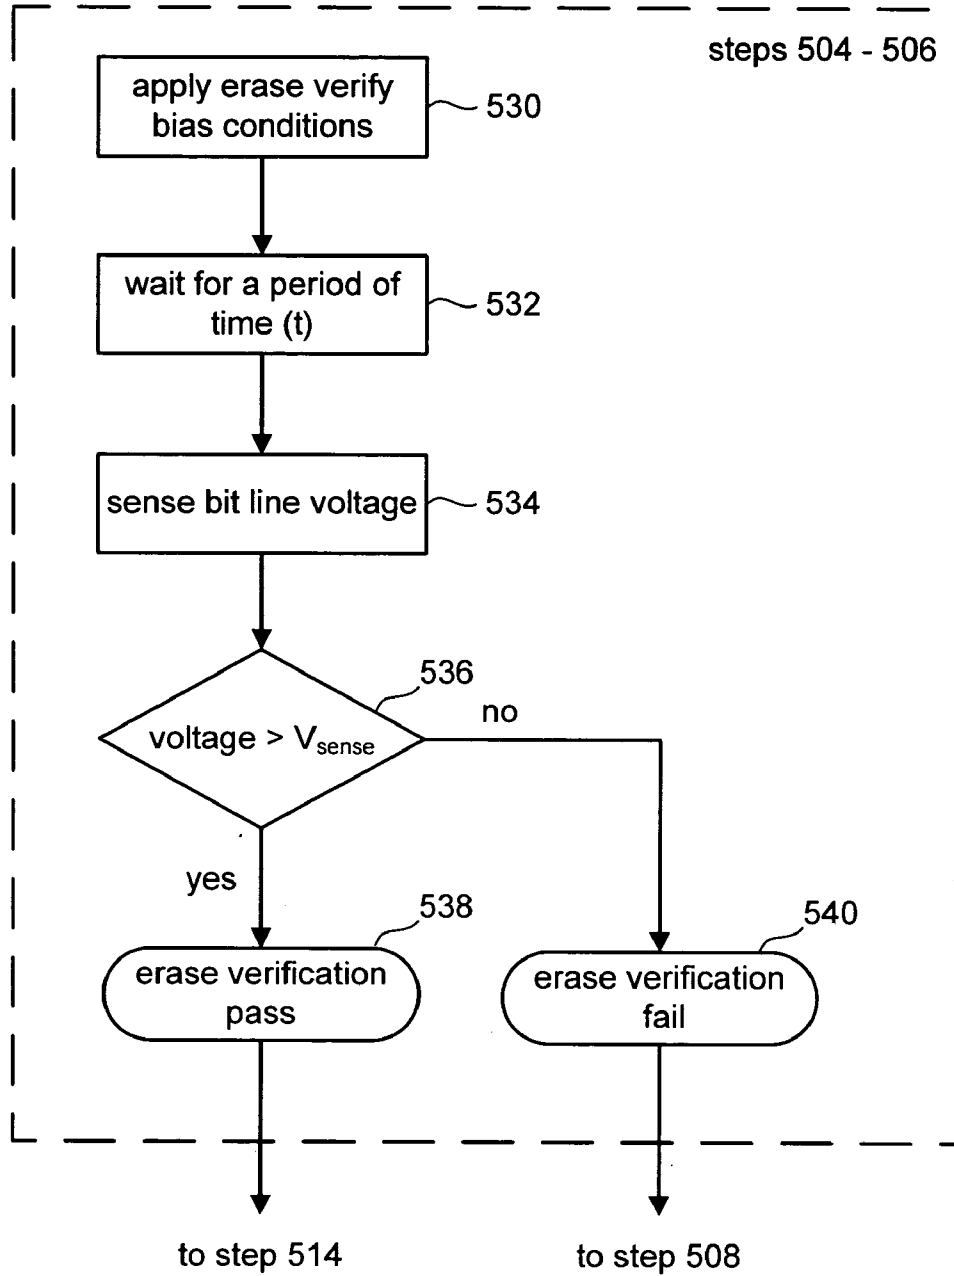 steps 504 - 506
apply erase verify
bias conditions
530
wait for a period of
time (t)
532
sense bit line voltage
534
536
voltage > Vsense
no
yes
538
erase verification
pass
540
erase verification
fail
to step 514
to step 508